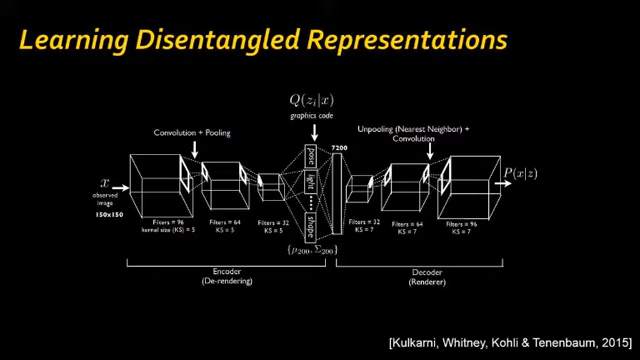 Learning Disentangled Representations
Q(z_i|x)
graphics code
Convolution + Pooling
Unpooling (Nearest Neighbor) +
Convolution
7200
pose
light
shape
x
observed
image
150x150
P(x|z)
Filters = 96
kernel size (KS) = 5
Filters = 64
KS = 5
Filters = 32
KS = 5
{μ200, Σ200}
Filters = 32
KS = 7
Filters = 64
KS = 7
Filters = 96
KS = 7
Encoder
(De-rendering)
Decoder
(Renderer)
[Kulkarni, Whitney, Kohli & Tenenbaum, 2015]